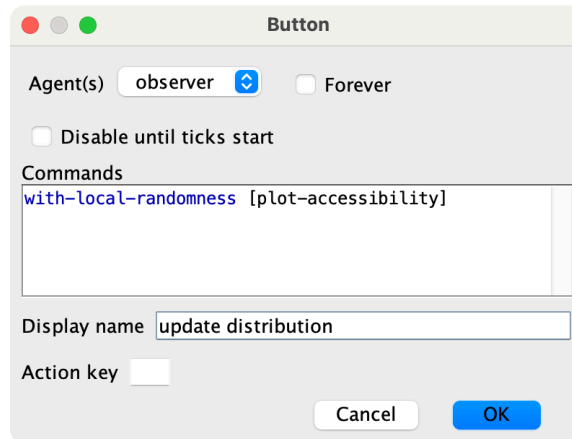 Button
Agent(s) observer Forever
Disable until ticks start
Commands
with-local-randomness [plot-accessibility]
Display name update distribution
Action key
Cancel OK